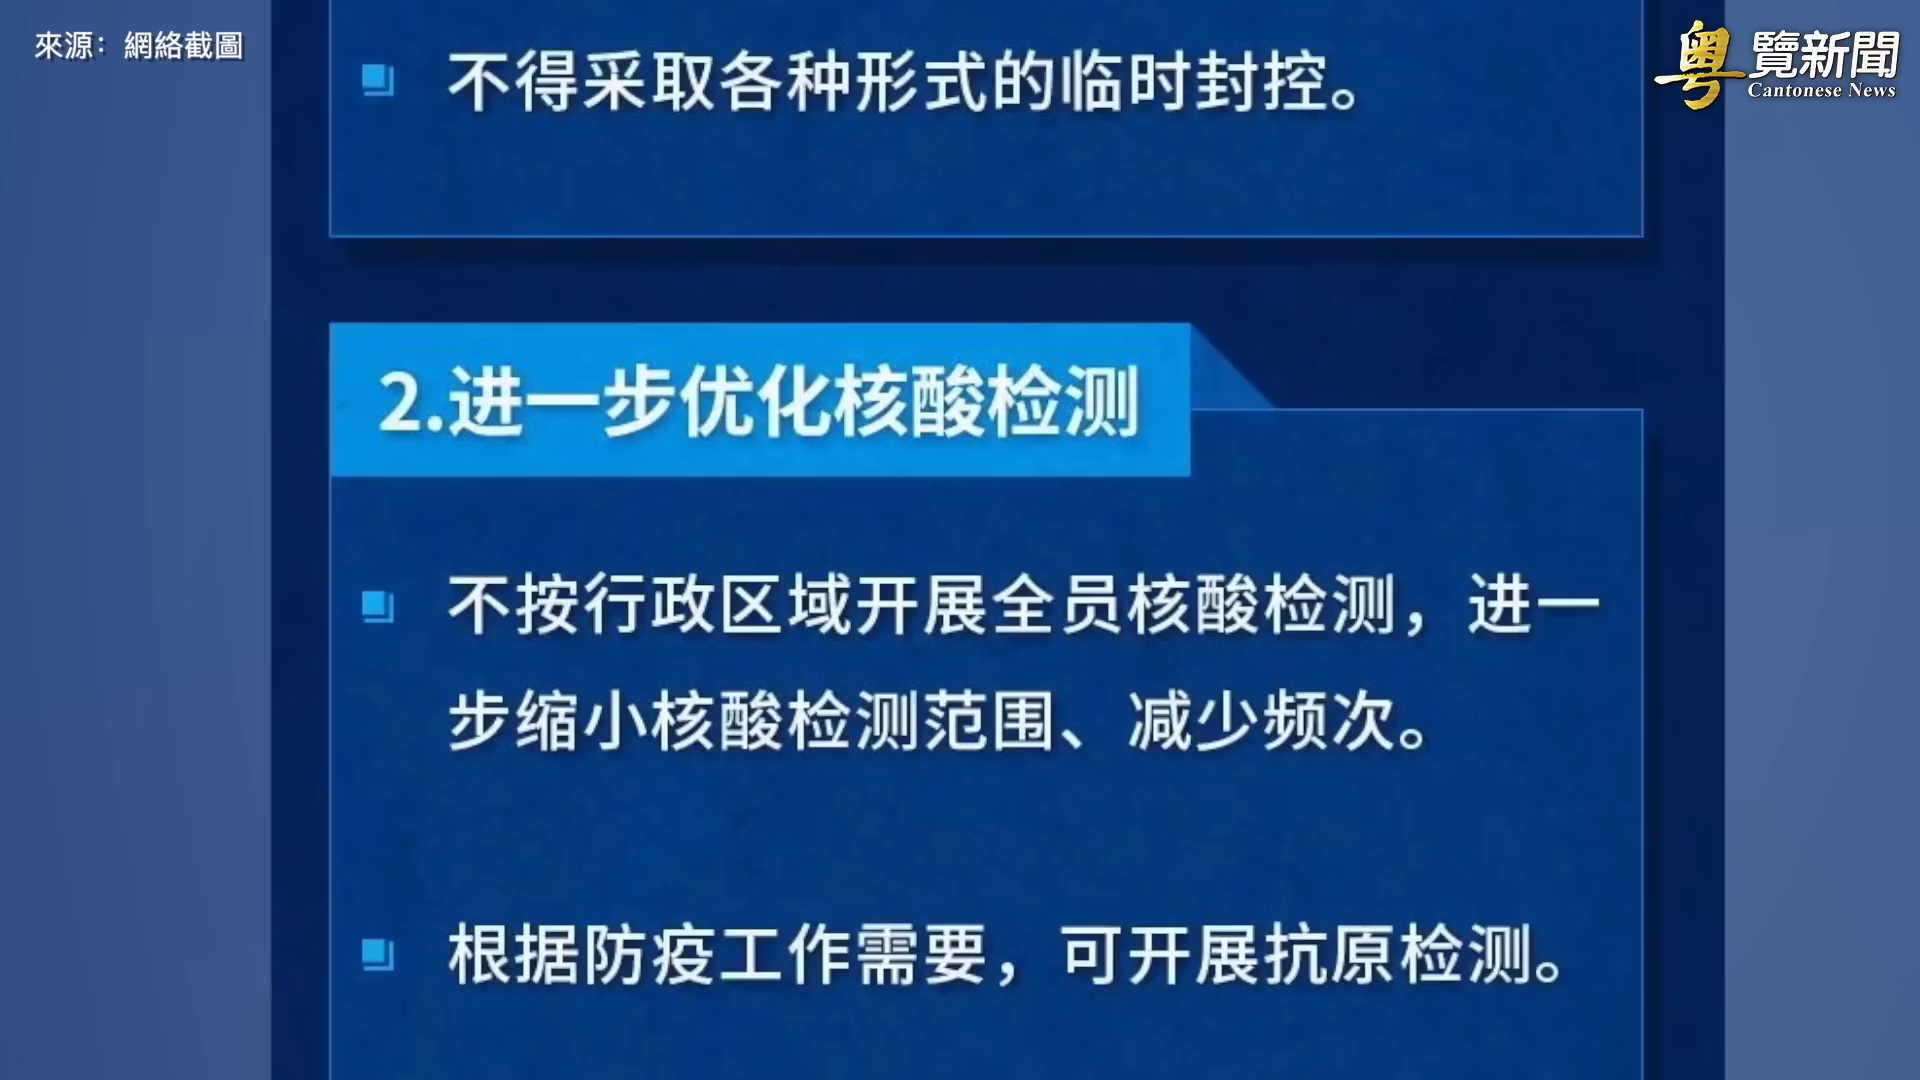 來源：網絡截圖
粤覽新聞
Cantonese News
不得采取各种形式的临时封控。
2.进一步优化核酸检测
不按行政区域开展全员核酸检测，进一
步缩小核酸检测范围、减少频次。
根据防疫工作需要，可开展抗原检测。